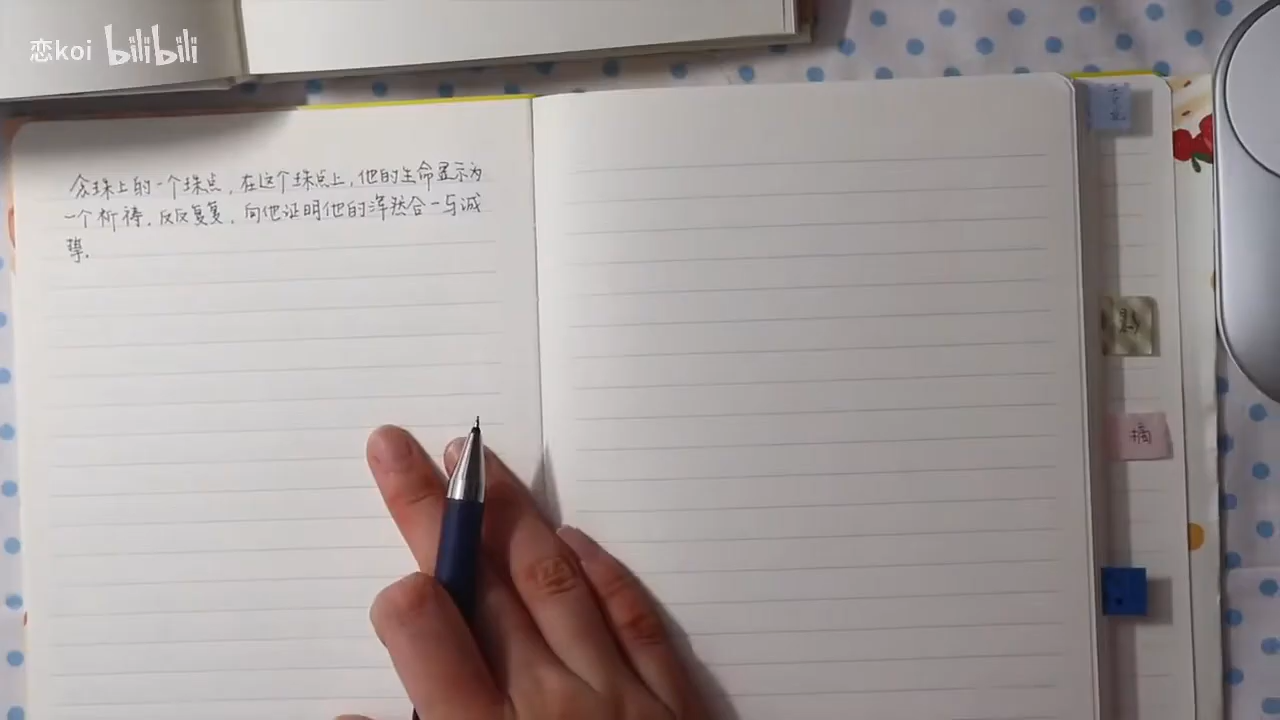 恋koi bilibili
念珠上的一个珠点,在这个珠点上,他的生命显示为
一个祈祷,反反复复,向他证明他的浑然合一与诚
挚.
摘